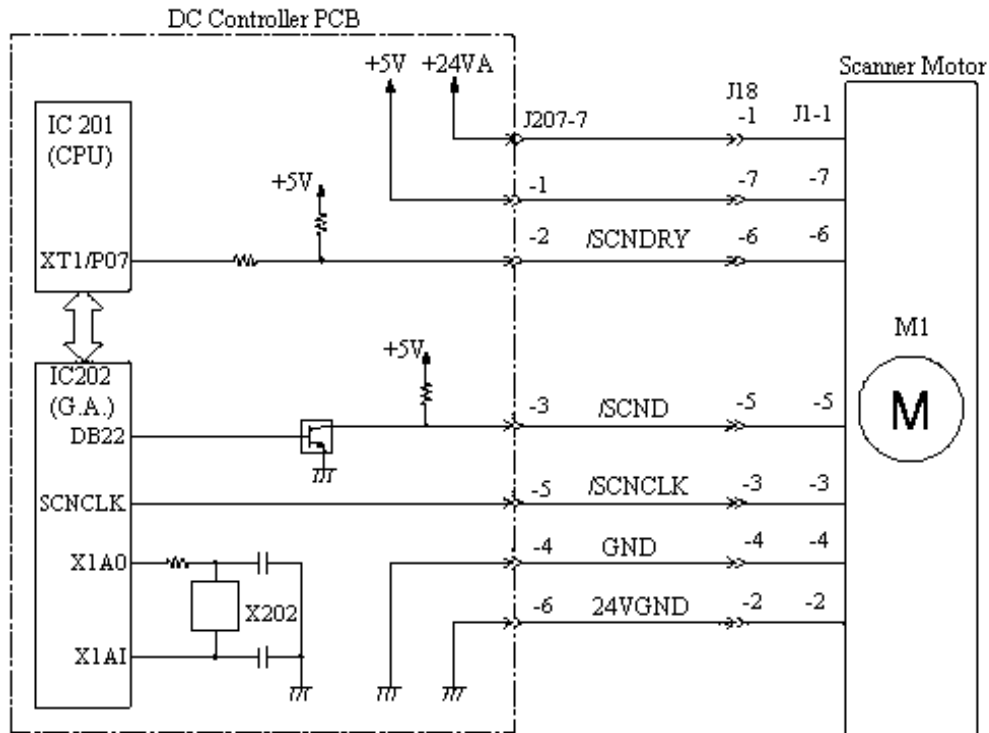 DC Controller PCB
+5V +24VA
Scanner Motor
IC 201
(CPU)
J207-7
J18
-1
J1-1
+5V
-1
-7
-7
XT1/P07
-2
/SCNDRY
-6
-6
M1
M
IC202
(G.A.)
+5V
DB22
-3
/SCND
-5
-5
SCNCLK
-5
/SCNCLK
-3
-3
X1A0
-4
GND
-4
-4
X202
-6
24VGND
-2
-2
X1AI